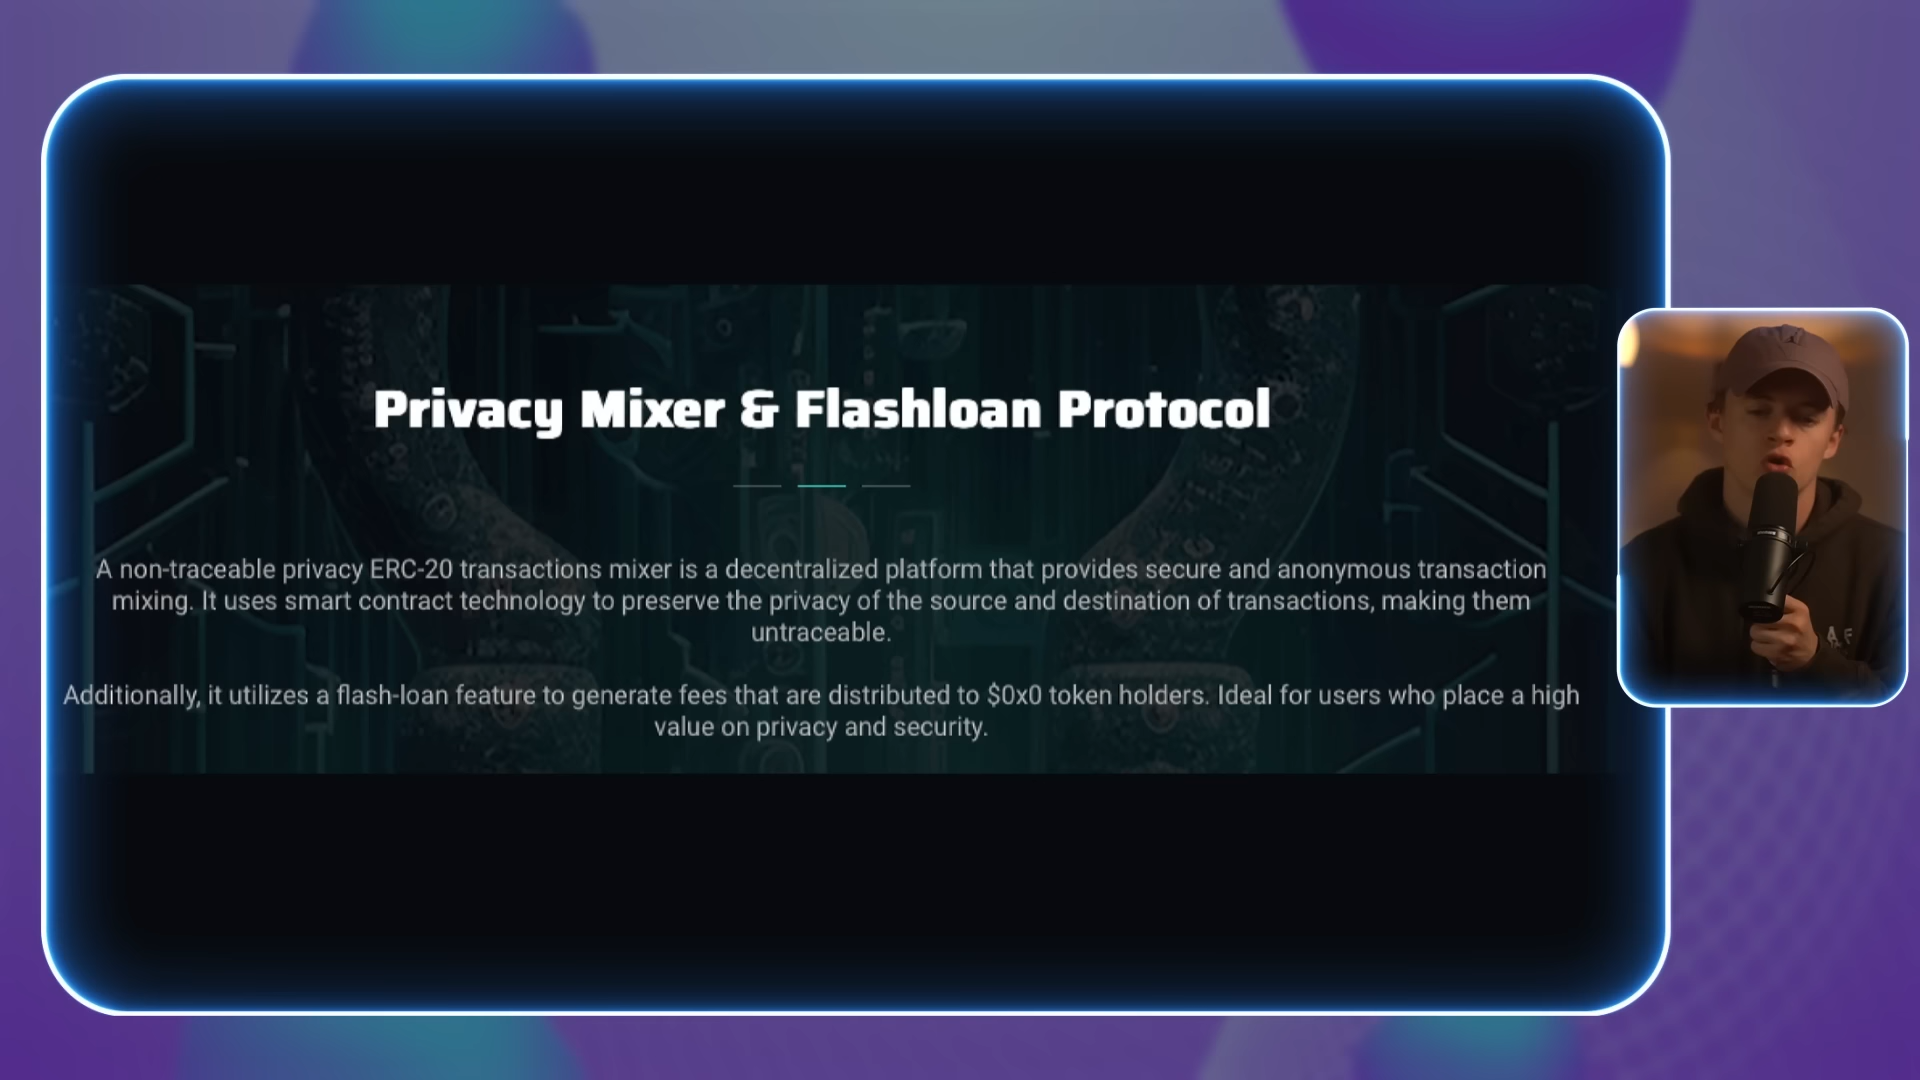 Privacy Mixer & Flashloan Protocol
A non-traceable privacy ERC-20 transactions mixer is a decentralized platform that provides secure and anonymous transaction
mixing. It uses smart contract technology to preserve the privacy of the source and destination of transactions, making them
untraceable.
Additionally, it utilizes a flash-loan feature to generate fees that are distributed to $0x0 token holders. Ideal for users who place a high
value on privacy and security.